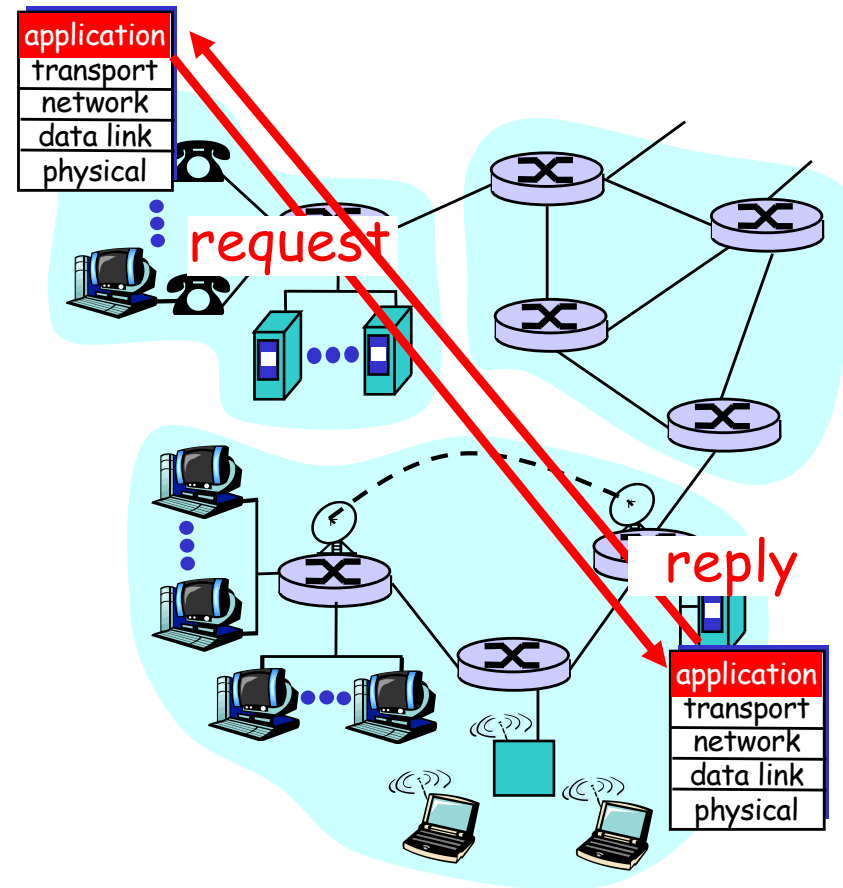 application
transport
network
data link
physical
request
reply
application
transport
network
data link
physical